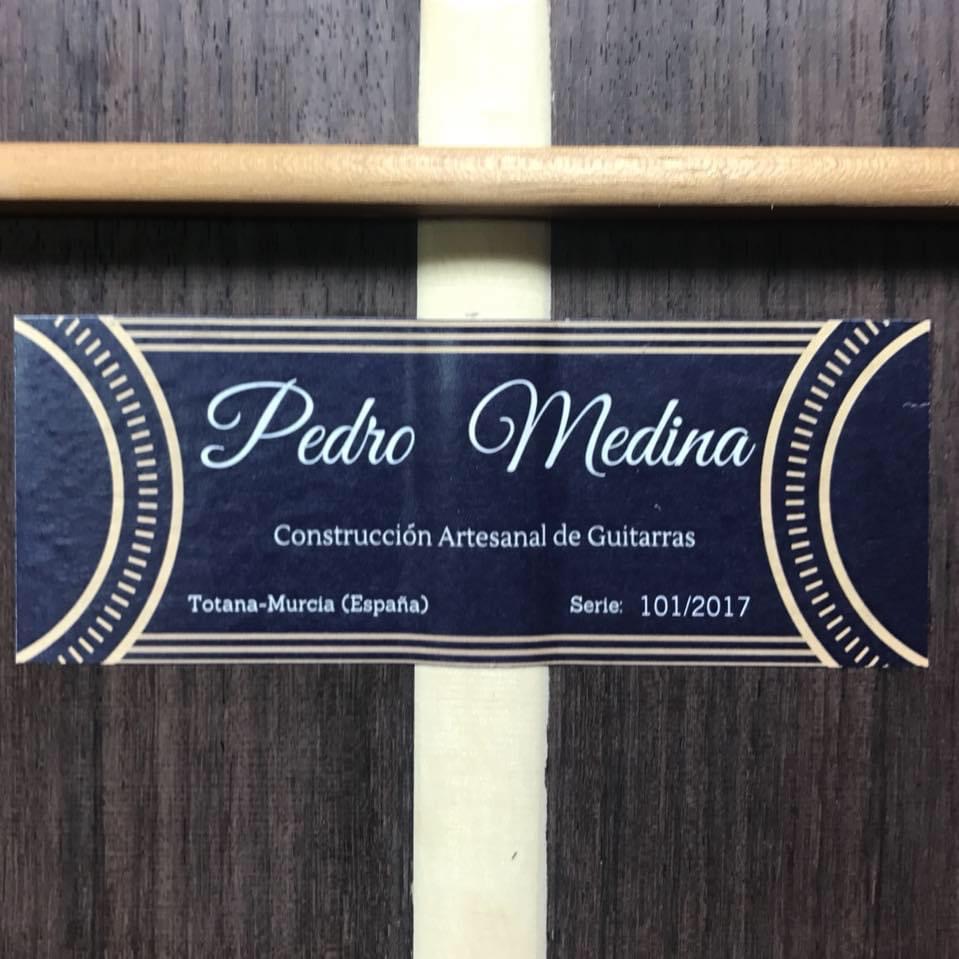 Pedro Medina
Construcción Artesanal de Guitarras
Totana-Murcia (España) Serie: 101/2017